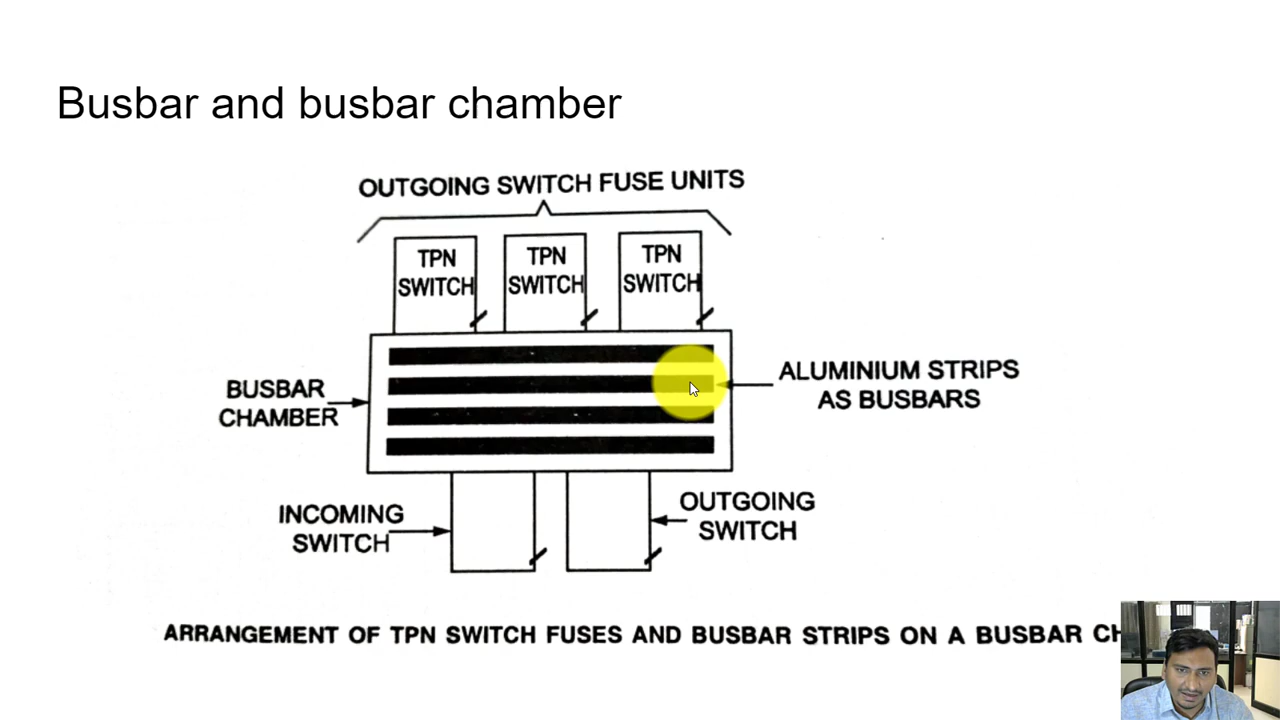 Busbar and busbar chamber
OUTGOING SWITCH FUSE UNITS
TPN
SWITCH
TPN
SWITCH
TPN
SWITCH
BUSBAR
CHAMBER
ALUMINIUM STRIPS
AS BUSBARS
INCOMING
SWITCH
OUTGOING
SWITCH
ARRANGEMENT OF TPN SWITCH FUSES AND BUSBAR STRIPS ON A BUSBAR CH